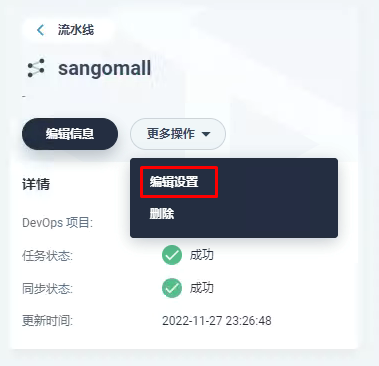 流水线
sangomall
-
编辑信息 更多操作
编辑设置
删除
详情
DevOps 项目:
任务状态: 成功
同步状态: 成功
更新时间: 2022-11-27 23:26:48